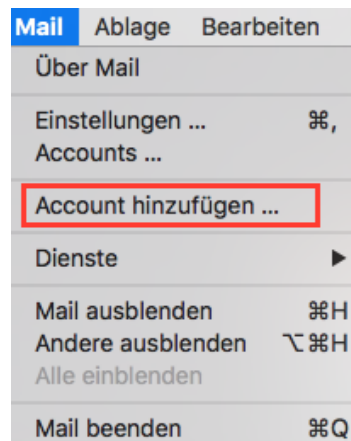 Mail Ablage Bearbeiten
Über Mail
Einstellungen ... ⌘,
Accounts ...
Account hinzufügen ...
Dienste ▶
Mail ausblenden ⌘H
Andere ausblenden ⌥⌘H
Alle einblenden
Mail beenden ⌘Q